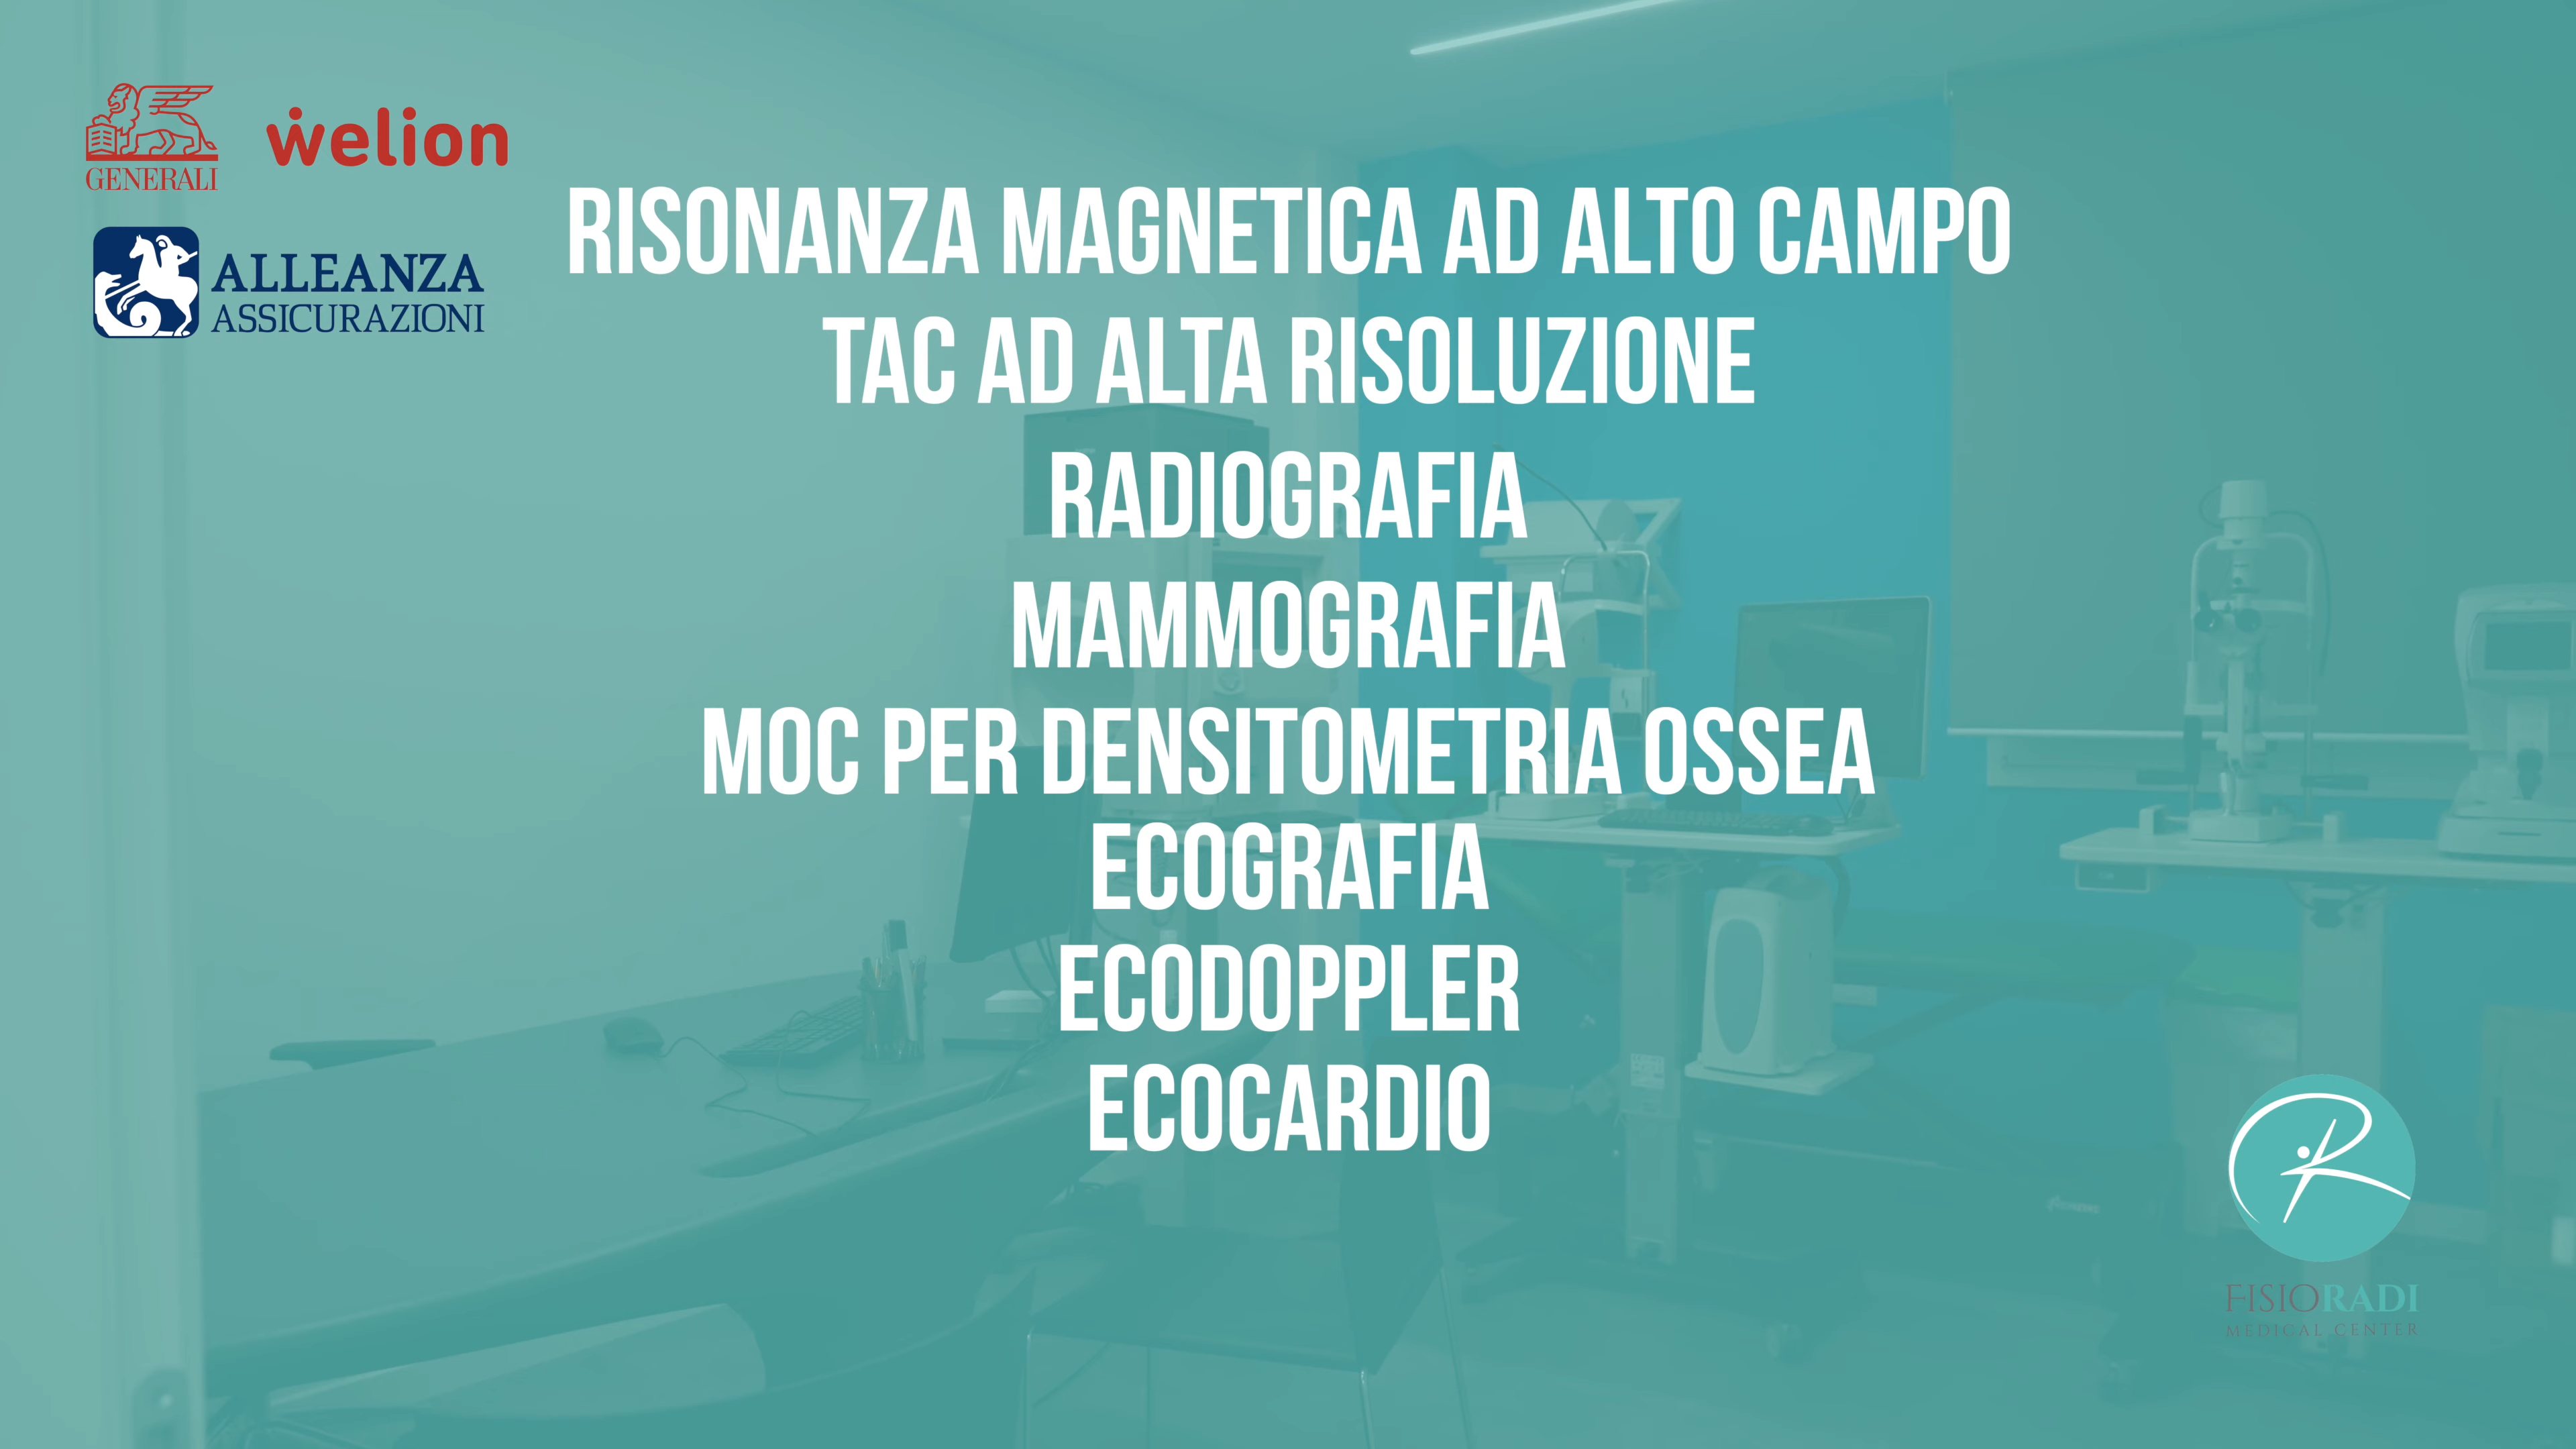 GENERALI
welion
ALLEANZA
ASSICURAZIONI
RISONANZA MAGNETICA AD ALTO CAMPO
TAC AD ALTA RISOLUZIONE
RADIOGRAFIA
MAMMOGRAFIA
MOC PER DENSITOMETRIA OSSEA
ECOGRAFIA
ECODOPPLER
ECOCARDIO
FISIORADI
MEDICAL CENTER